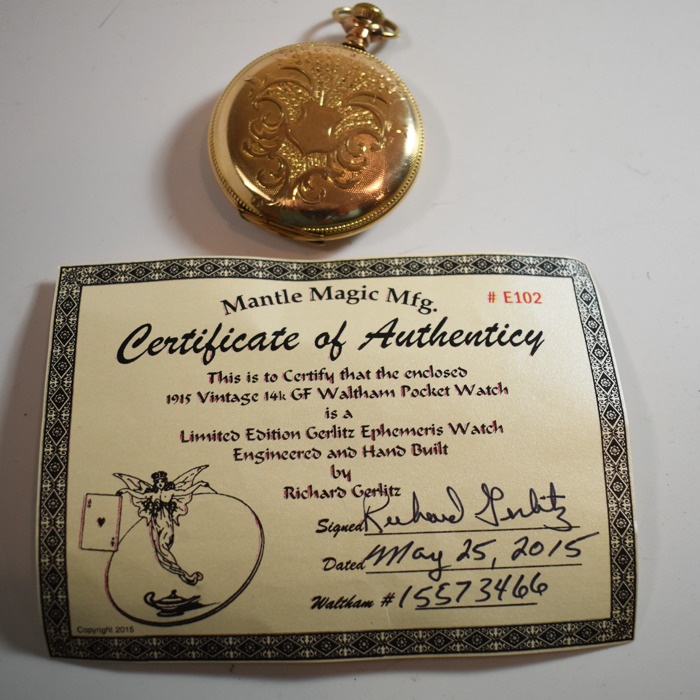 Mantle Magic Mfg.
# E102
Certificate of Authenticy
This is to Certify that the enclosed
1915 Vintage 14k GF Waltham Pocket Watch
is a
Limited Edition Gerlitz Ephemeris Watch
Engineered and Hand Built
by
Richard Gerlitz
Signed Richard Gerlitz
Dated May 25, 2015
Waltham # 15573466
Copyright 2015